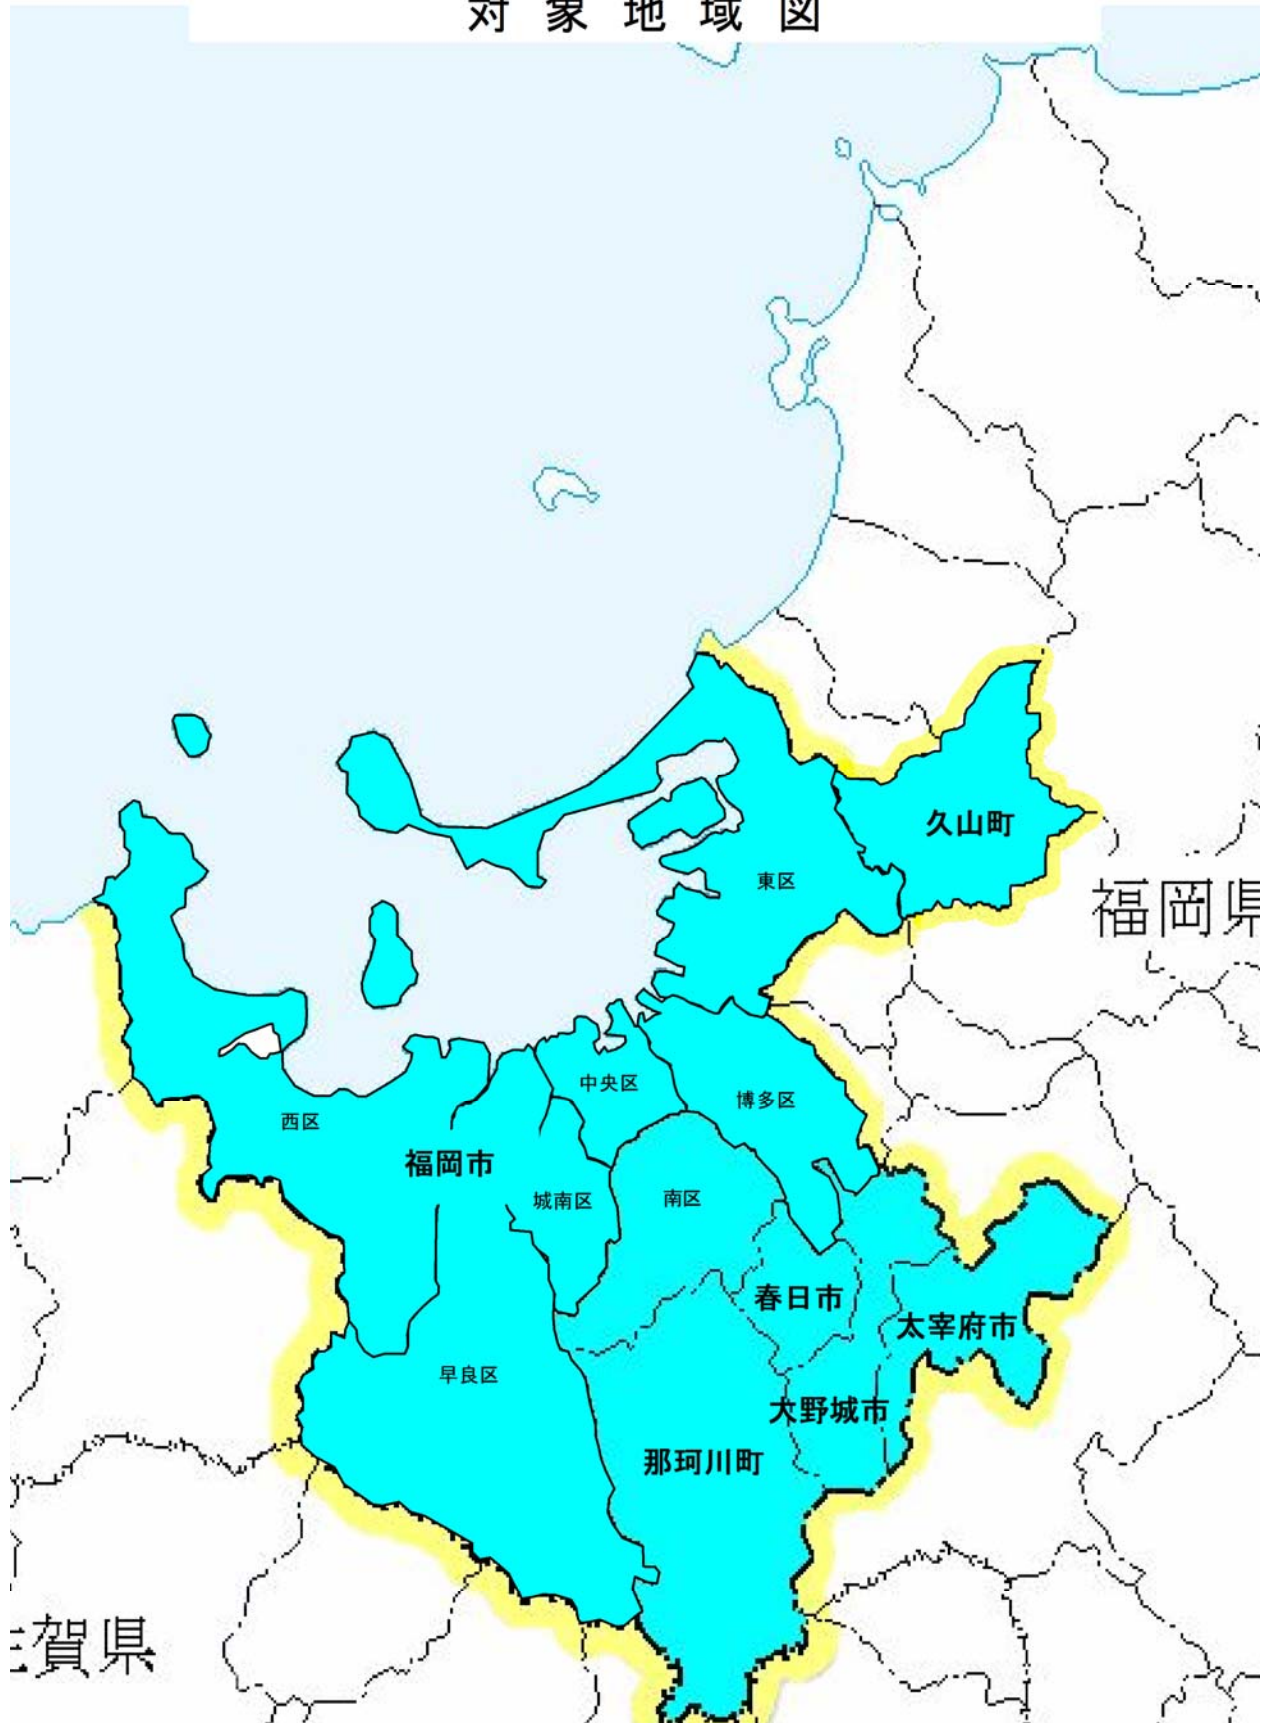 対象地域図
久山町
東区
福岡県
中央区
博多区
西区
福岡市
城南区
南区
春日市
太宰府市
早良区
大野城市
那珂川町
賀県